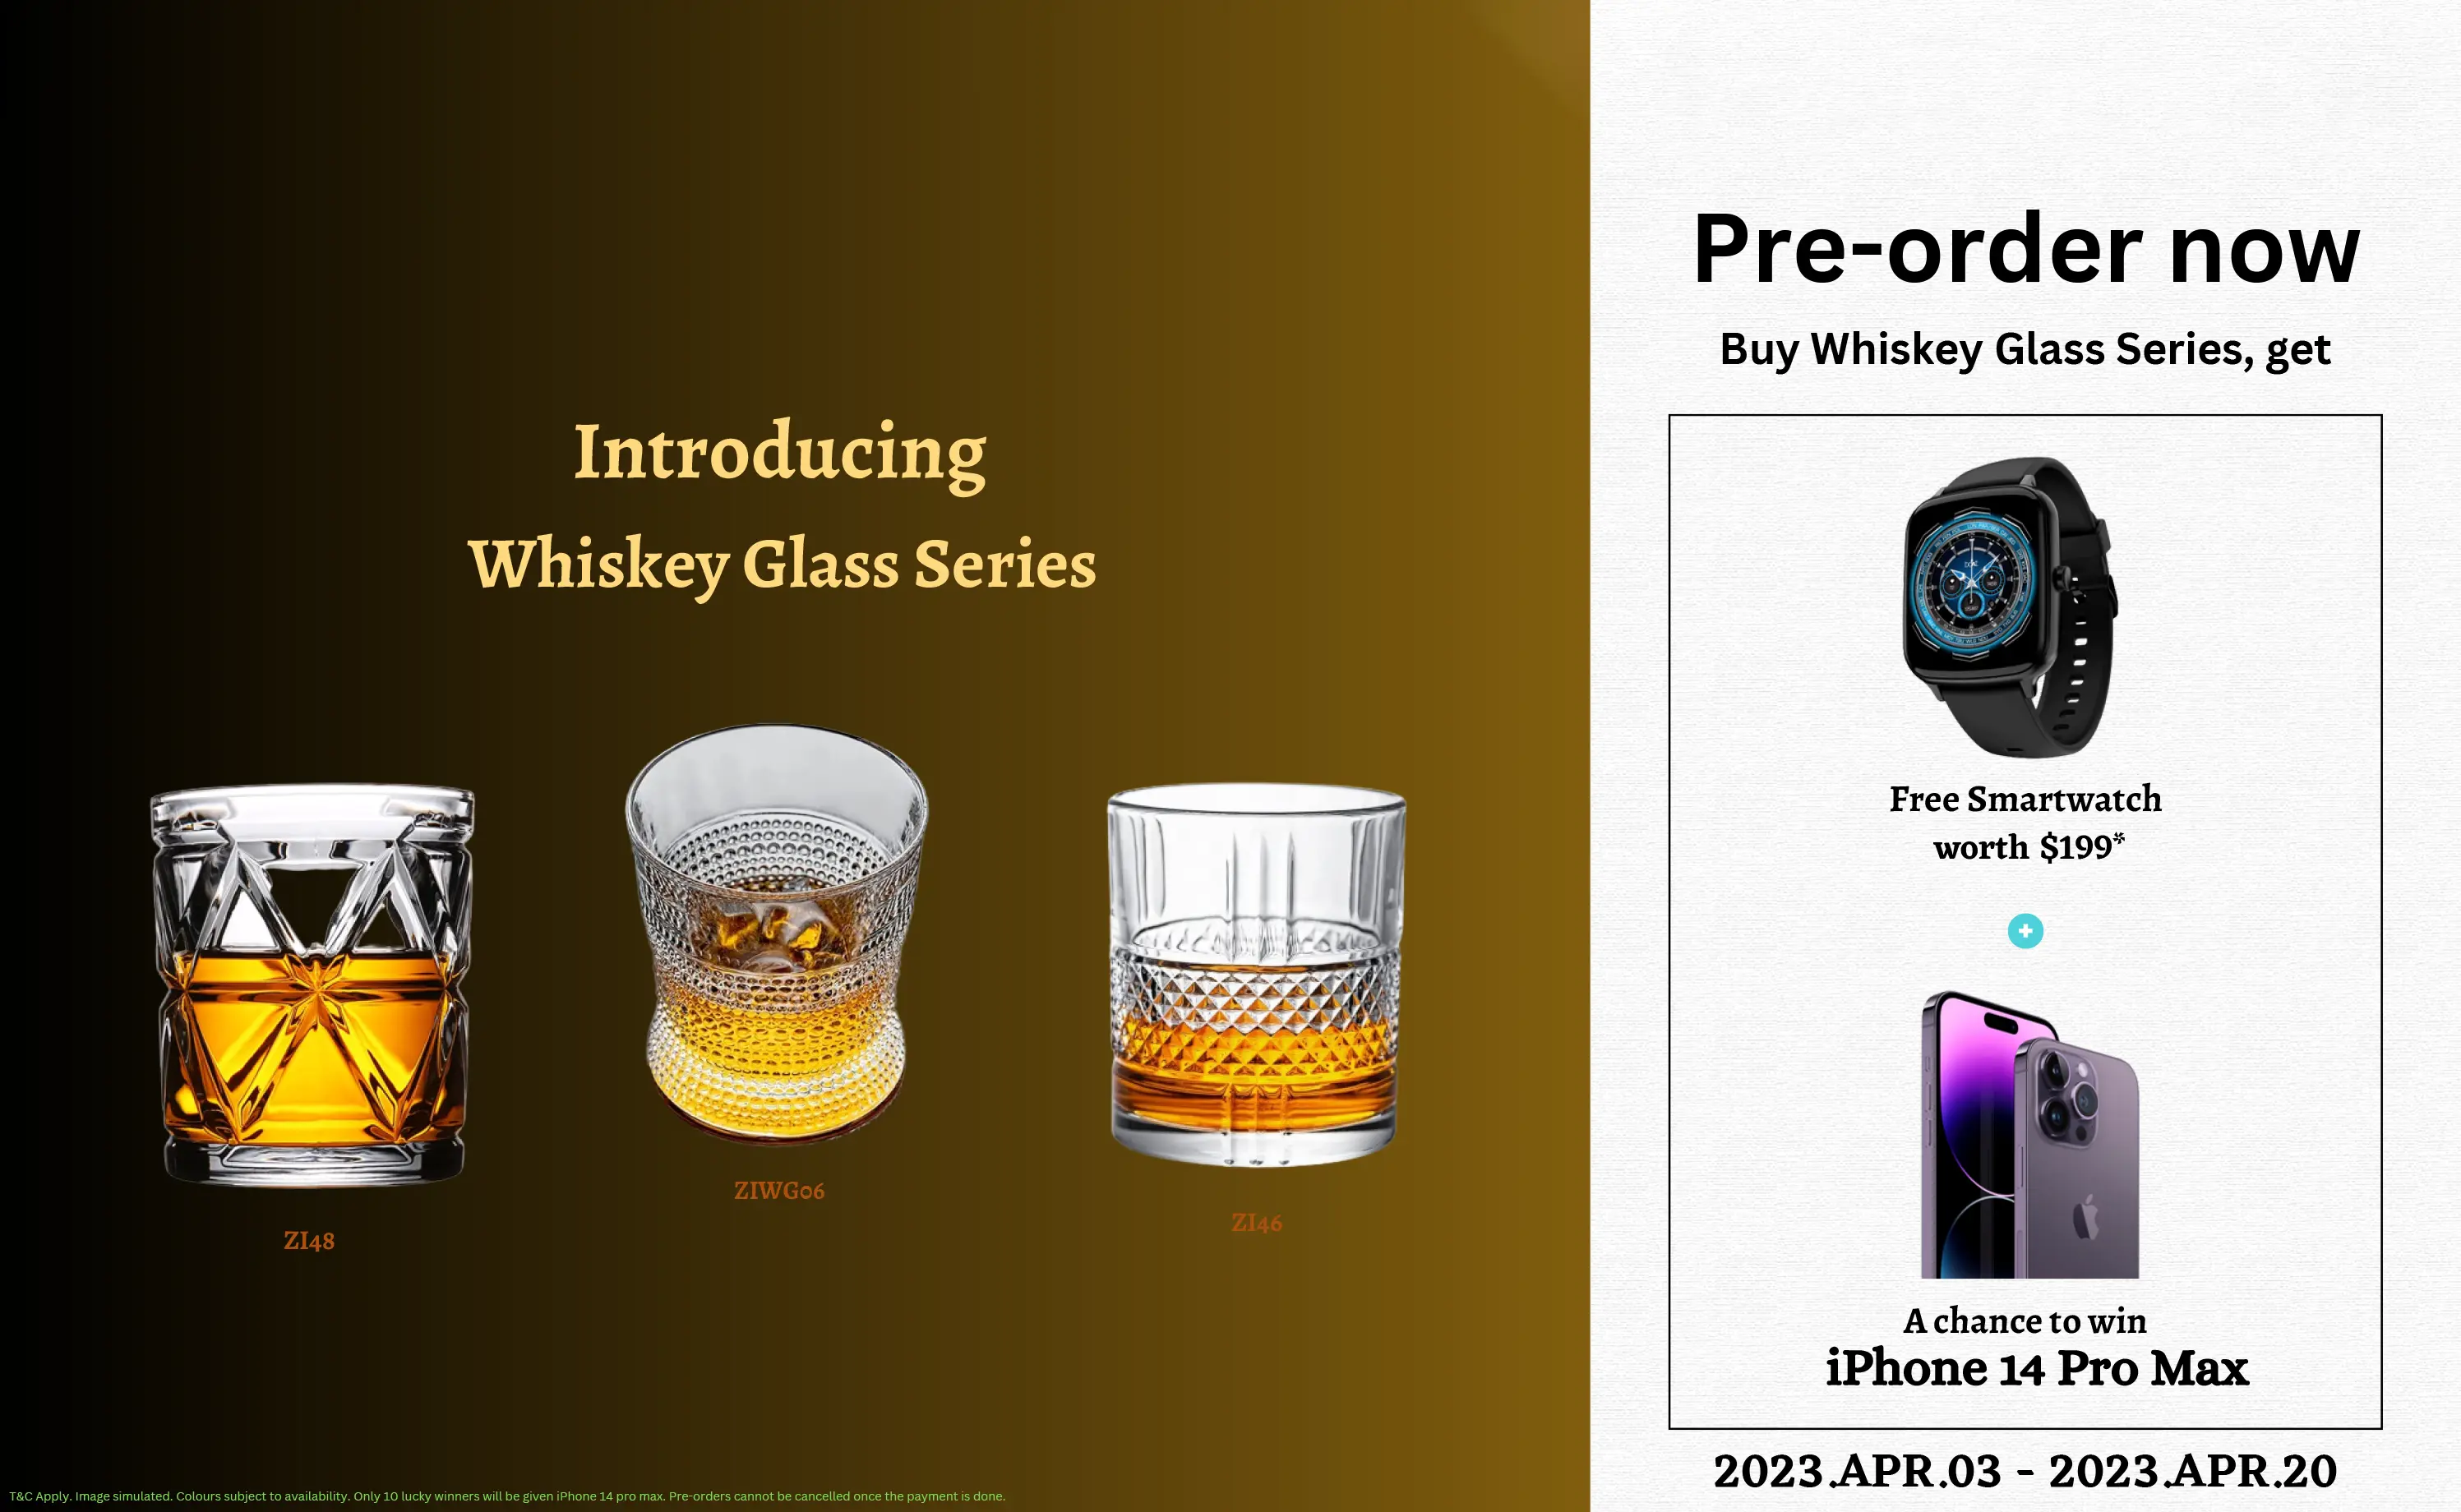 Introducing
Whiskey Glass Series
ZI48
ZIWG06
ZI46
T&C Apply. Image simulated. Colours subject to availability. Only 10 lucky winners will be given iPhone 14 pro max. Pre-orders cannot be cancelled once the payment is done.
Pre-order now
Buy Whiskey Glass Series, get
Free Smartwatch
worth $199*
A chance to win
iPhone 14 Pro Max
2023.APR.03 - 2023.APR.20